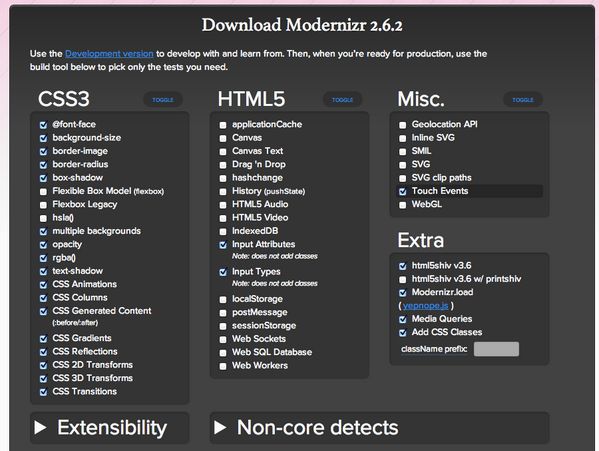 Download Modernizr 2.6.2
Use the Development version to develop with and learn from. Then, when you're ready for production, use the
build tool below to pick only the tests you need.
CSS3
TOGGLE
@font-face
background-size
border-image
border-radius
box-shadow
Flexible Box Model (flexbox)
Flexbox Legacy
hsla()
multiple backgrounds
opacity
rgba()
text-shadow
CSS Animations
CSS Columns
CSS Generated Content
(:before/:after)
CSS Gradients
CSS Reflections
CSS 2D Transforms
CSS 3D Transforms
CSS Transitions
HTML5
TOGGLE
applicationCache
Canvas
Canvas Text
Drag 'n Drop
hashchange
History (pushState)
HTML5 Audio
HTML5 Video
IndexedDB
Input Attributes
Note: does not add classes
Input Types
Note: does not add classes
localStorage
postMessage
sessionStorage
Web Sockets
Web SQL Database
Web Workers
Misc.
TOGGLE
Geolocation API
Inline SVG
SMIL
SVG
SVG clip paths
Touch Events
WebGL
Extra
html5shiv v3.6
html5shiv v3.6 w/ printshiv
Modernizr.load
( yepnope.js )
Media Queries
Add CSS Classes
className prefix:
Extensibility
Non-core detects